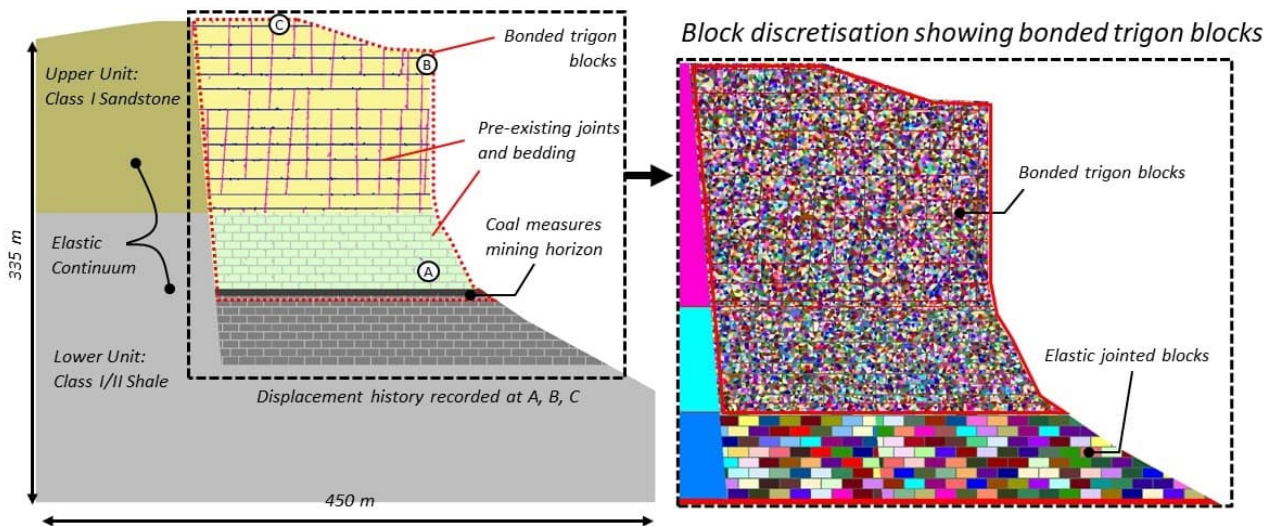 Block discretisation showing bonded trigon blocks
C
Bonded trigon
blocks
B
Upper Unit:
Class I Sandstone
Pre-existing joints
and bedding
Bonded trigon blocks
Coal measures
mining horizon
Elastic
Continuum
A
335 m
Lower Unit:
Class I/II Shale
Elastic jointed blocks
Displacement history recorded at A, B, C
450 m